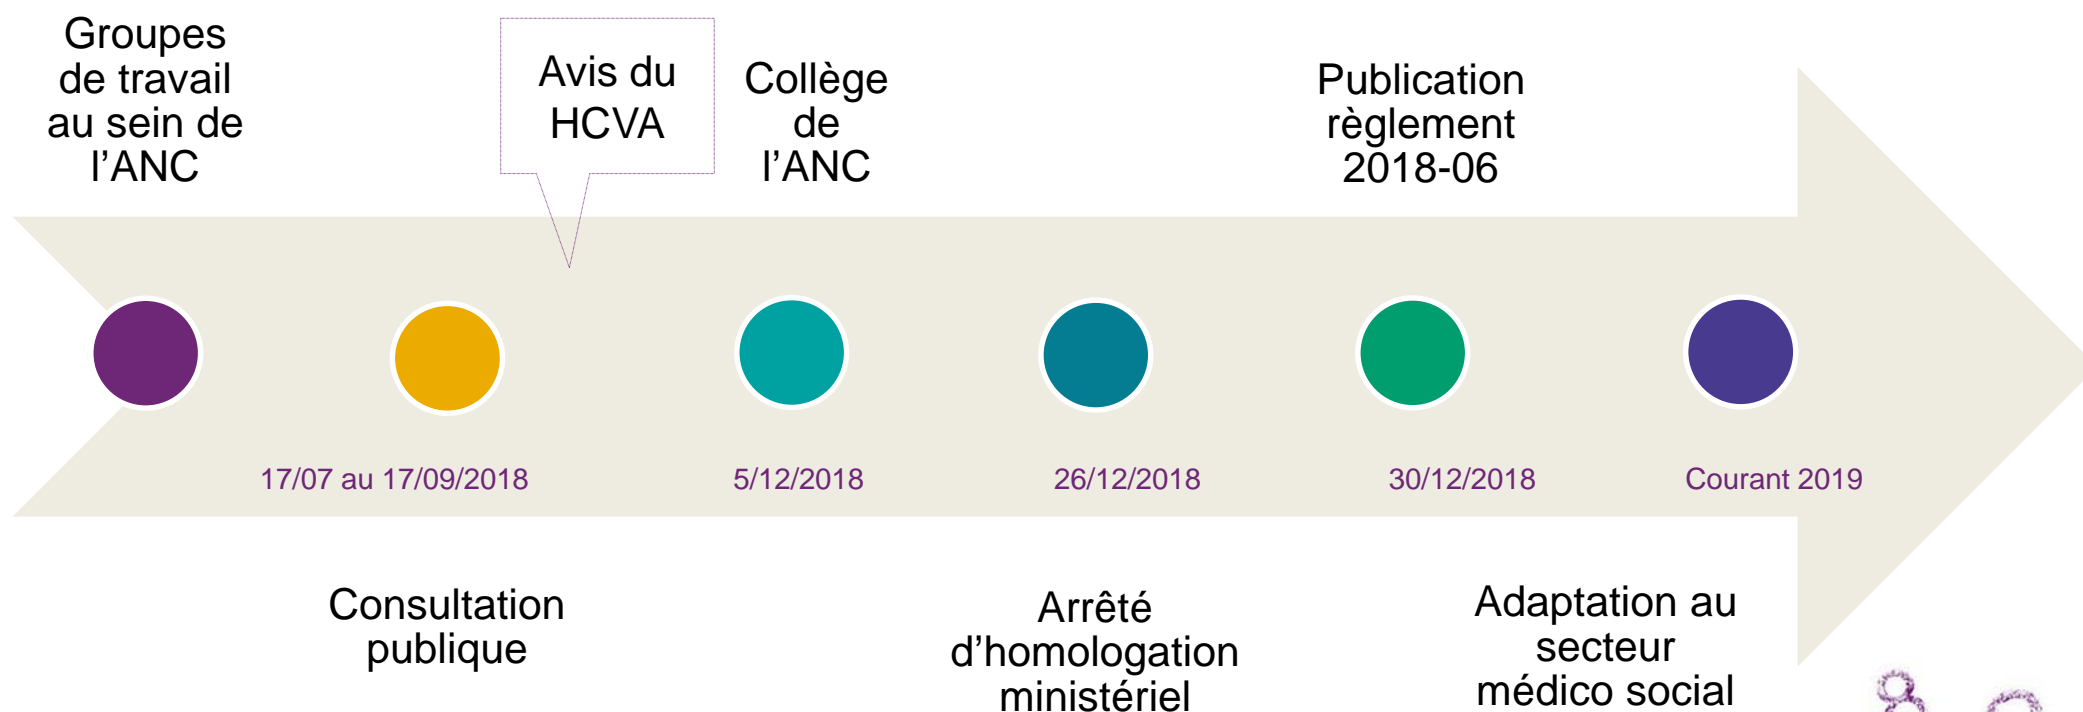 Groupes
de travail
au sein de
l’ANC
Avis du
HCVA
Collège
de
l’ANC
Publication
règlement
2018-06
17/07 au 17/09/2018
5/12/2018
26/12/2018
30/12/2018
Courant 2019
Consultation
publique
Arrêté
d’homologation
ministériel
Adaptation au
secteur
médico social